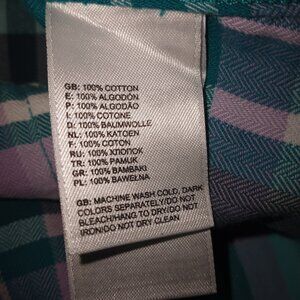 GB: 100% COTTON
E: 100% ALGODÓN
P: 100% ALGODÃO
I: 100% COTONE
D: 100% BAUMWOLLE
NL: 100% KATOEN
F: 100% COTON
RU: 100% ХЛОПОК
TR: 100% PAMUK
GR: 100% BAMBAKI
PL: 100% BAWEŁNA
GB: MACHINE WASH COLD, DARK
COLORS SEPARATELY/DO NOT
BLEACH/HANG TO DRY/DO NOT
IRON/DO NOT DRY CLEAN